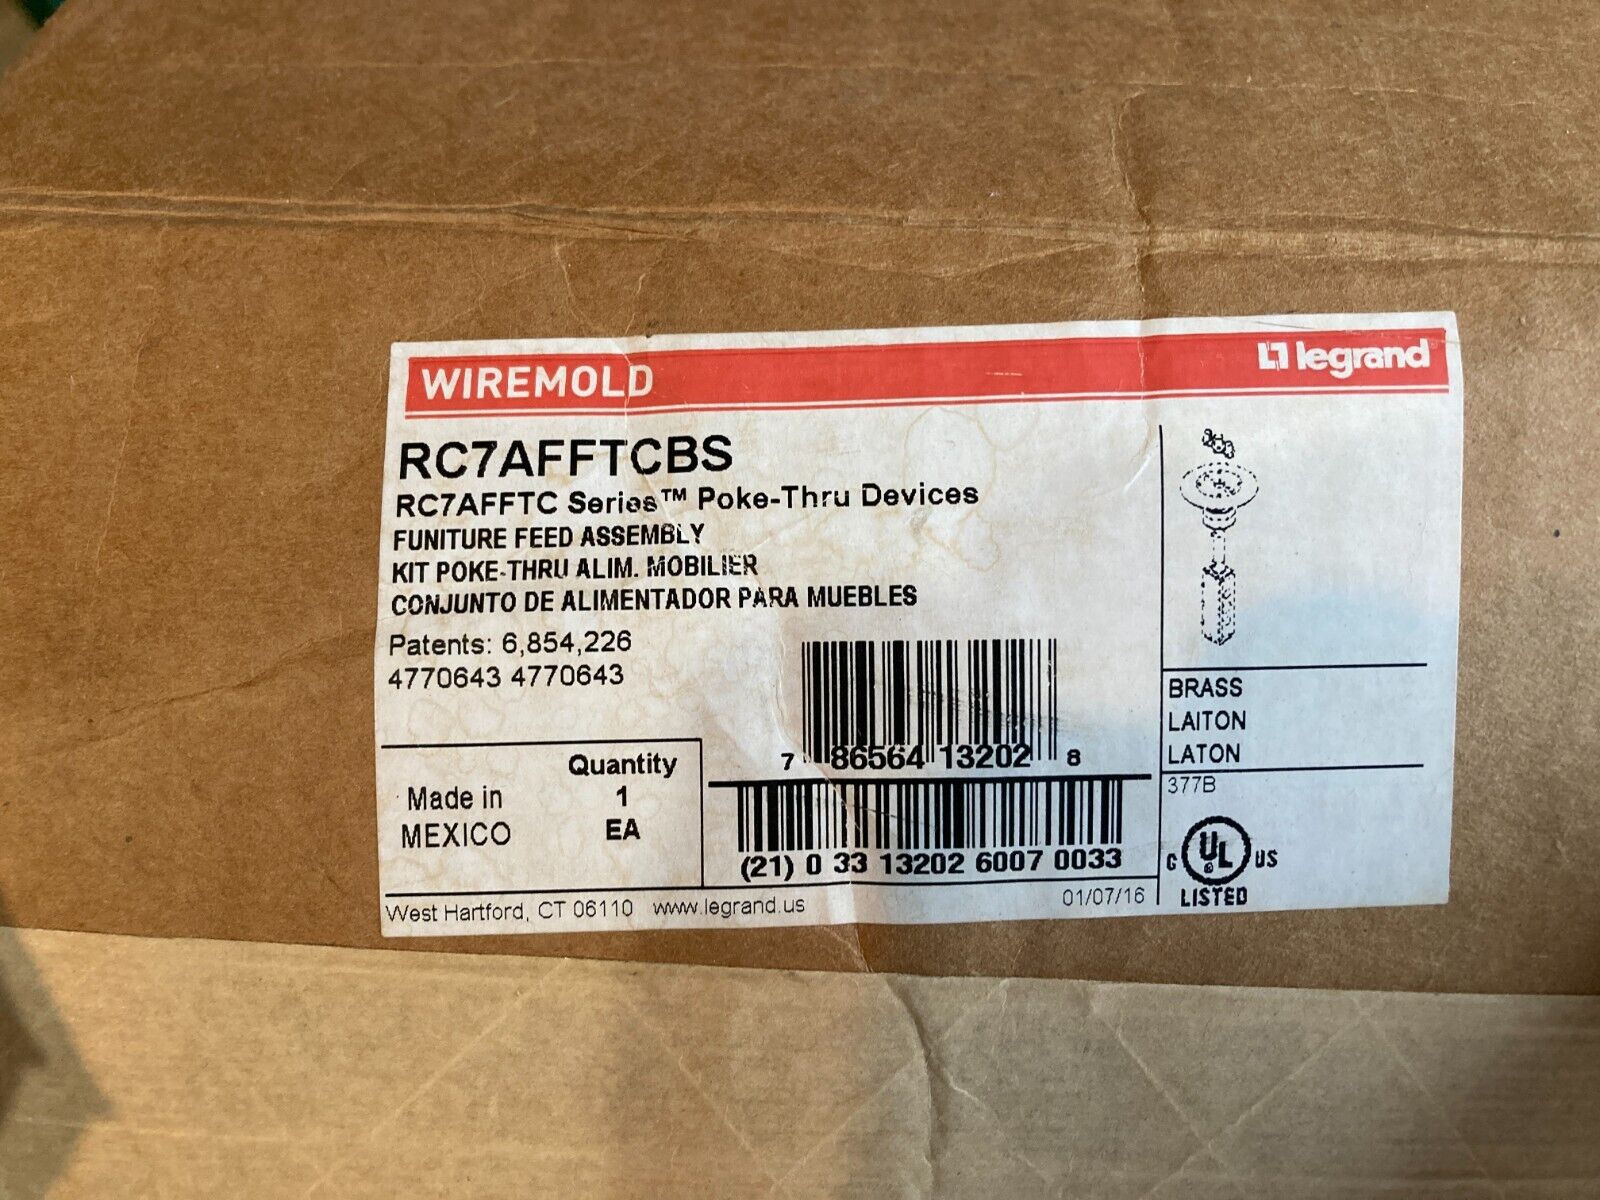 WIREMOLD
legrand
RC7AFFTCBS
RC7AFFTC Series™ Poke-Thru Devices
FUNITURE FEED ASSEMBLY
KIT POKE-THRU ALIM. MOBILIER
CONJUNTO DE ALIMENTADOR PARA MUEBLES
Patents: 6,854,226
4770643 4770643
7 86564 13202 8
BRASS
LAITON
LATON
377B
Quantity
Made in 1
MEXICO EA
(21) 0 33 13202 6007 0033
C UL ® US
LISTED
West Hartford, CT 06110 www.legrand.us 01/07/16